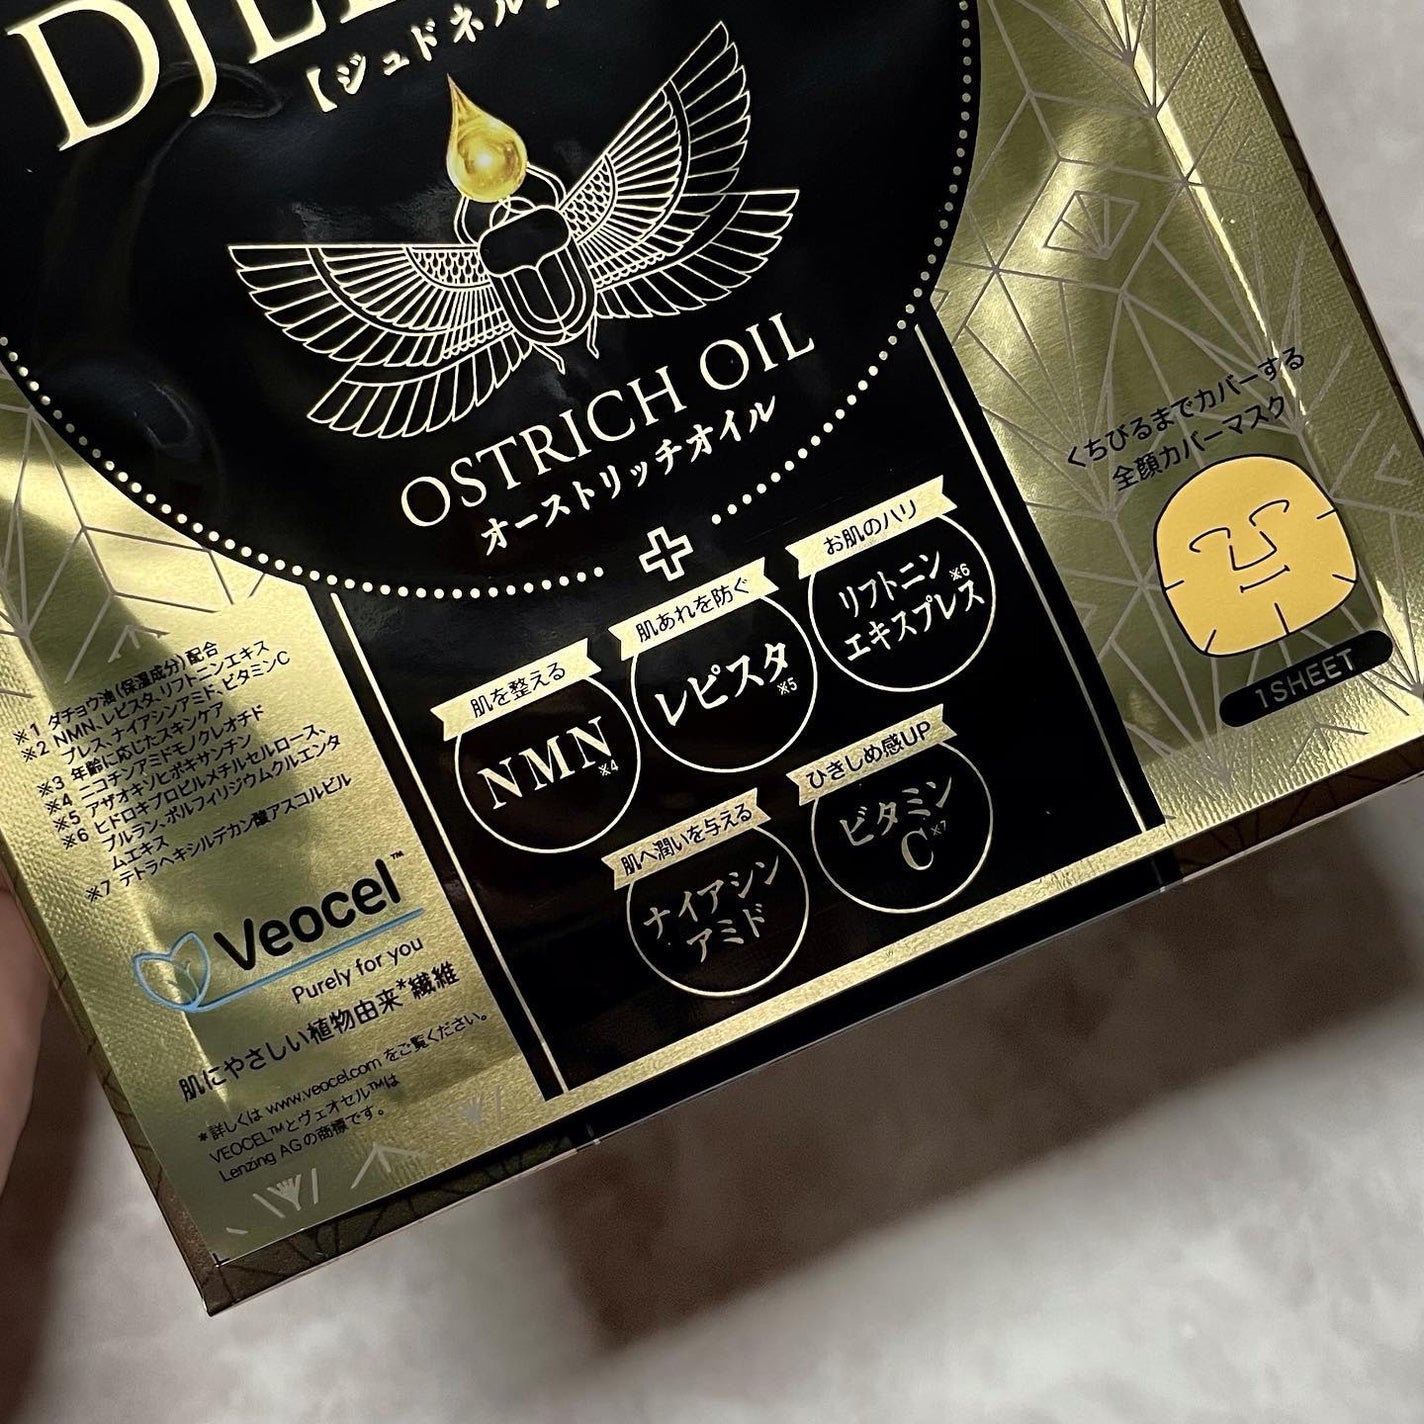 【ジュドネル】
OSTRICH OIL
オーストリッチオイル
お肌のハリ
リフトニン
エキスプレス※6
肌あれを防ぐ
レピスタ※5
肌を整える
NMN※4
ひきしめ感UP
ビタミン
C※7
肌へ潤いを与える
ナイアシン
アミド
くちびるまでカバーする
全顔カバーマスク
1SHEET
※1 ダチョウ油(保湿成分)配合
※2 NMN、レピスタ、リフトニンエキス
プレス、ナイアシンアミド、ビタミンC
※3 年齢に応じたスキンケア
※4 ニコチンアミドモノクレオチド
※5 アザオキソヒポキサンチン
※6 ヒドロキプロピルメチルセルロース、
プルラン、ポルフィリジウムクルエンタ
ムエキス
※7 テトラヘキシルデカン酸アスコルビル
Veocel™
Purely for you
肌にやさしい植物由来*繊維
*詳しくは www.veocel.com をご覧ください。
VEOCEL™とヴェオセル™は
Lenzing AGの商標です。